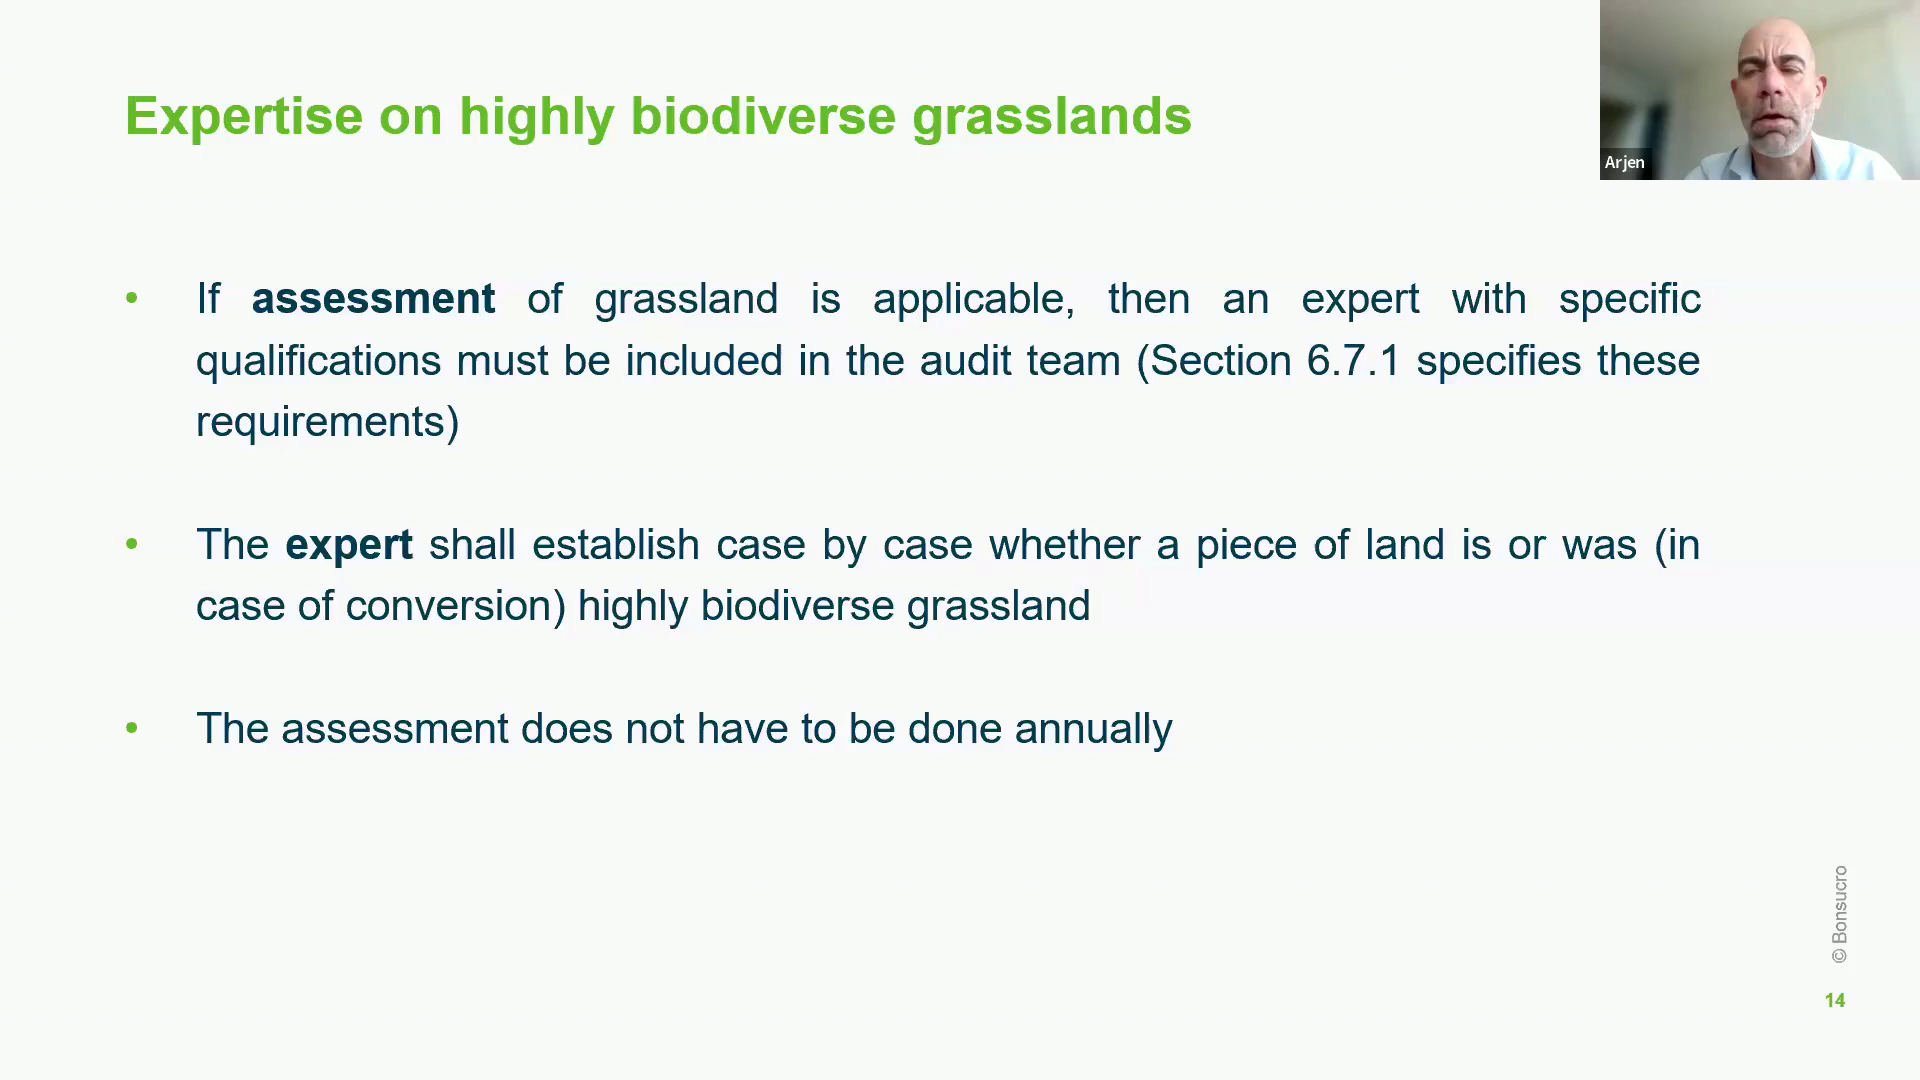 Expertise on highly biodiverse grasslands
Arjen
• If assessment of grassland is applicable, then an expert with specific
qualifications must be included in the audit team (Section 6.7.1 specifies these
requirements)
• The expert shall establish case by case whether a piece of land is or was (in
case of conversion) highly biodiverse grassland
• The assessment does not have to be done annually
© Bonsucro
14